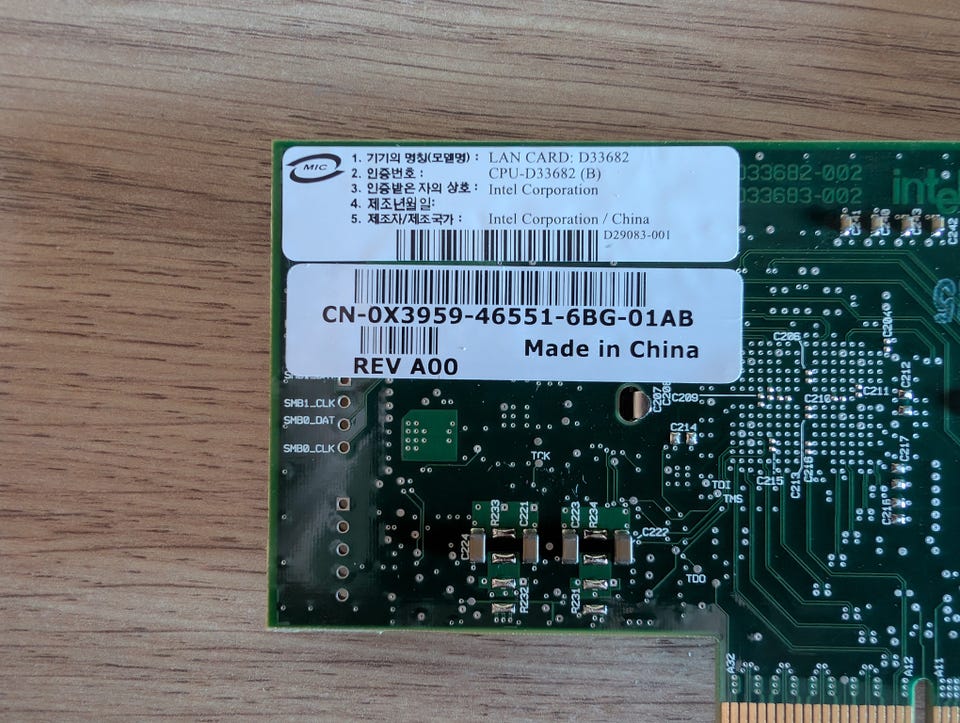 MIC
1. 기기의 명칭(모델명) : LAN CARD: D33682
2. 인증번호 : CPU-D33682 (B)
3. 인증받은 자의 상호 : Intel Corporation
4. 제조년월일:
5. 제조자/제조국가 : Intel Corporation / China
D29083-001
D33682-002
D33683-002
intel
C241
C240
C243
C242
CN-0X3959-46551-6BG-01AB
Made in China
REV A00
SMB1_CLK
SMB0_DAT
SMB0_CLK
C204
C207
C209
C210
C211
C212
C214
C217
C215
C213
TCK
TDI
TMS
TDO
R233
C221
C223
R234
C222
C224
R232
R231
A32
A12
A11